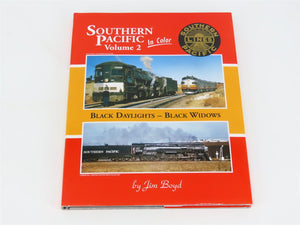 SOUTHERN
PACIFIC in Color
Volume 2
SOUTHERN
LINES
PACIFIC
BLACK DAYLIGHTS – BLACK WIDOWS
SOUTHERN PACIFIC
by Jim Boyd